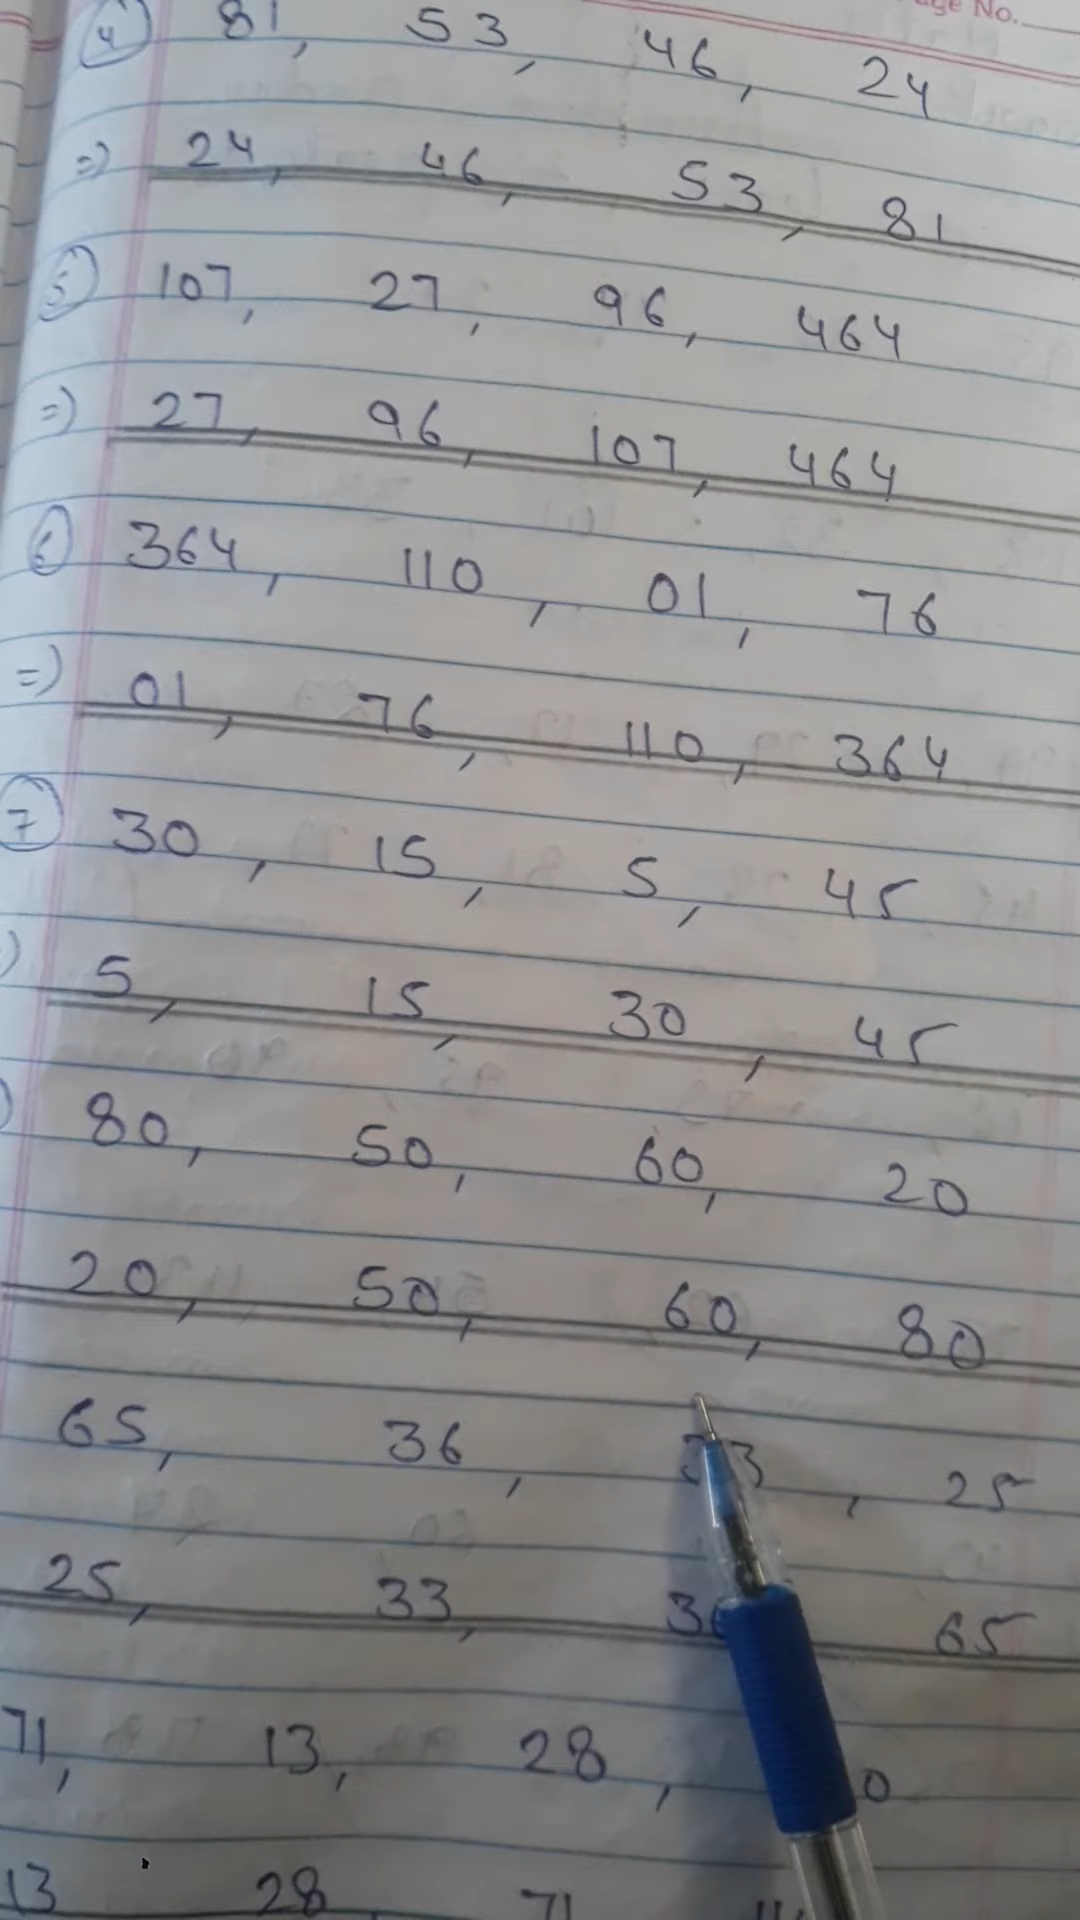 age No.
4 81, 53, 46, 24
=) 24, 46, 53, 81
5 107, 27, 96, 464
=) 27, 96, 107, 464
6 364, 110, 01, 76
=) 01, 76, 110, 364
7 30, 15, 5, 45
) 5, 15, 30, 45
) 80, 50, 60, 20
20, 50, 60, 80
65, 36, 33, 25
25, 33, 65
71, 13, 28,
13 28 71